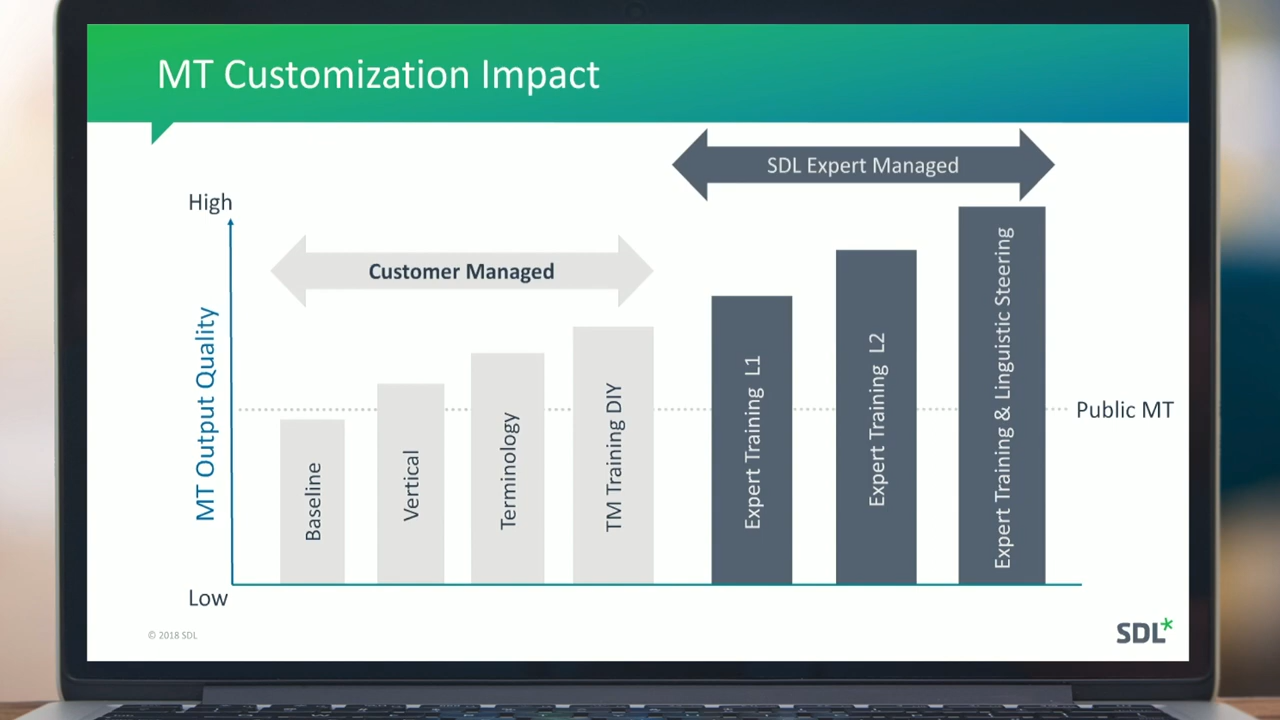 MT Customization Impact
SDL Expert Managed
High
Customer Managed
MT Output Quality
Baseline
Vertical
Terminology
TM Training DIY
Expert Training L1
Expert Training L2
Expert Training & Linguistic Steering
Public MT
Low
© 2018 SDL
SDL*